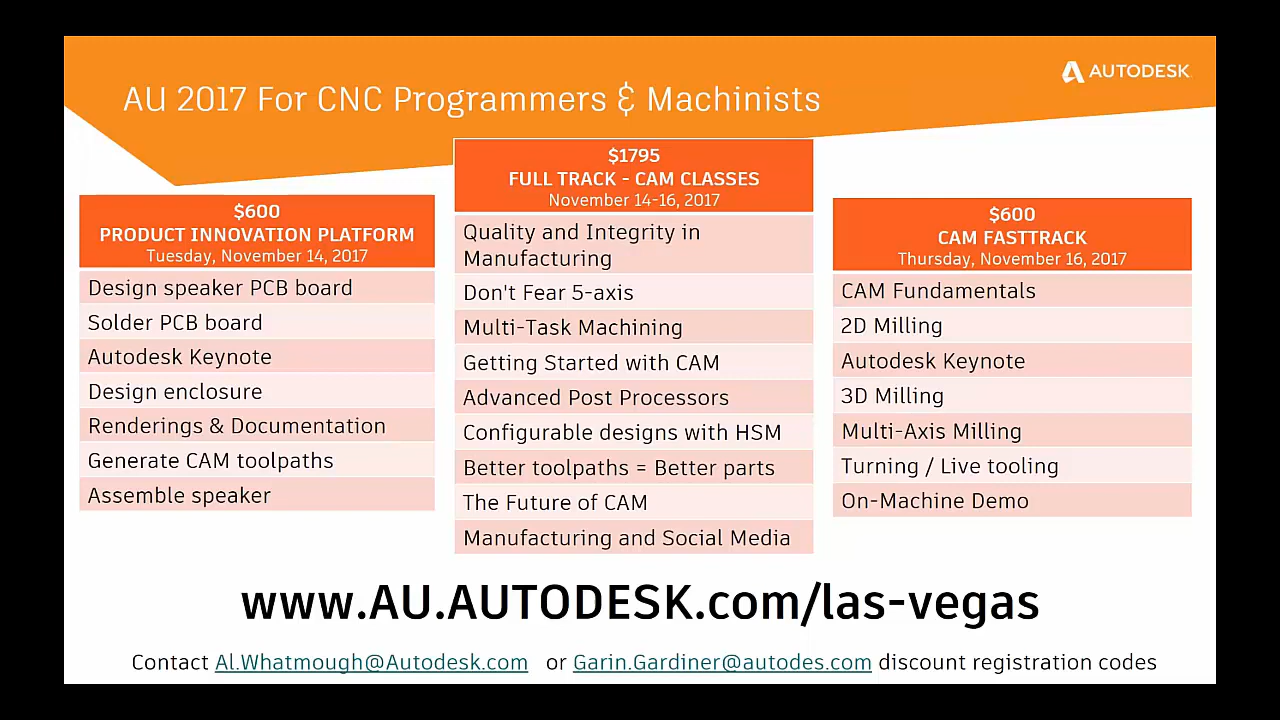 AUTODESK
AU 2017 For CNC Programmers & Machinists
$600
PRODUCT INNOVATION PLATFORM
Tuesday, November 14, 2017
Design speaker PCB board
Solder PCB board
Autodesk Keynote
Design enclosure
Renderings & Documentation
Generate CAM toolpaths
Assemble speaker
$1795
FULL TRACK - CAM CLASSES
November 14-16, 2017
Quality and Integrity in
Manufacturing
Don't Fear 5-axis
Multi-Task Machining
Getting Started with CAM
Advanced Post Processors
Configurable designs with HSM
Better toolpaths = Better parts
The Future of CAM
Manufacturing and Social Media
$600
CAM FASTTRACK
Thursday, November 16, 2017
CAM Fundamentals
2D Milling
Autodesk Keynote
3D Milling
Multi-Axis Milling
Turning / Live tooling
On-Machine Demo
www.AU.AUTODESK.com/las-vegas
Contact Al.Whatmough@Autodesk.com or Garin.Gardiner@autodes.com discount registration codes